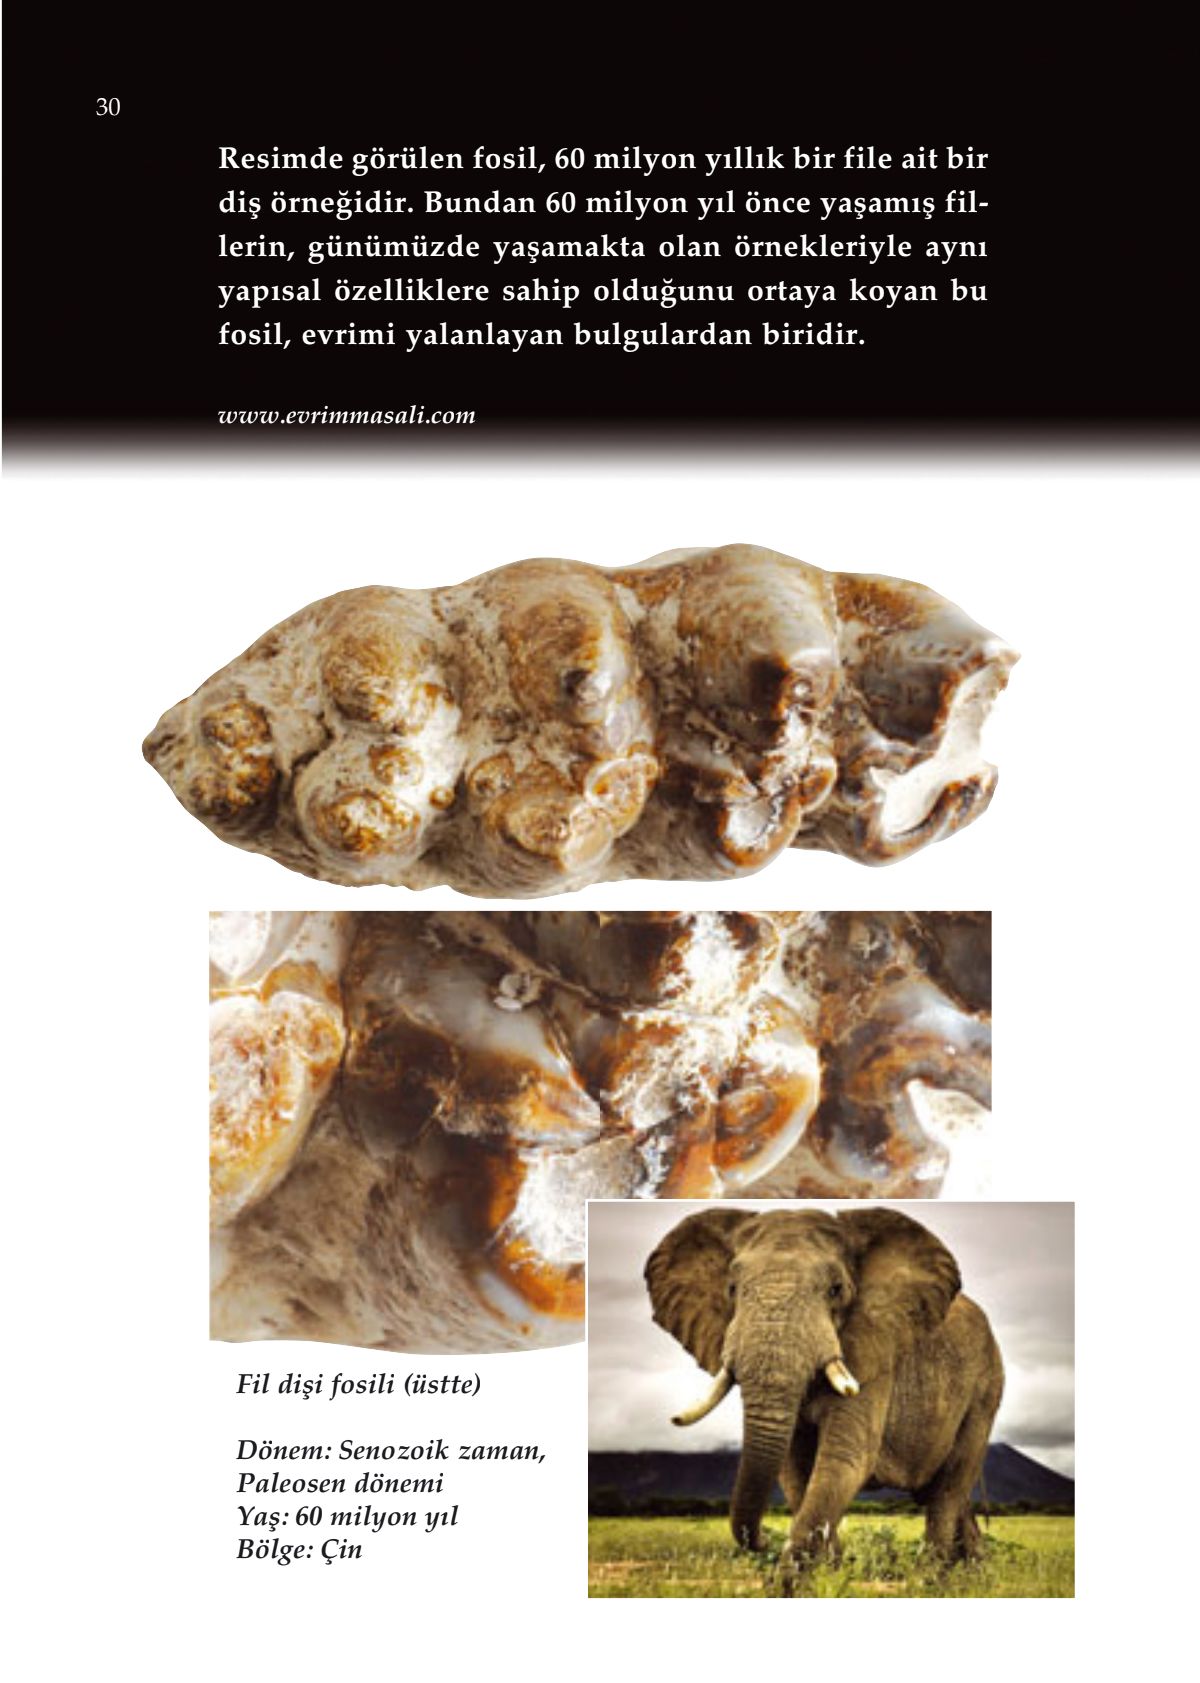 30
Resimde görülen fosil, 60 milyon yıllık bir file ait bir
diş örneğidir. Bundan 60 milyon yıl önce yaşamış fil-
lerin, günümüzde yaşamakta olan örnekleriyle aynı
yapısal özelliklere sahip olduğunu ortaya koyan bu
fosil, evrimi yalanlayan bulgulardan biridir.
www.evrimmasali.com
Fil dişi fosili (üstte)
Dönem: Senozoik zaman,
Paleosen dönemi
Yaş: 60 milyon yıl
Bölge: Çin